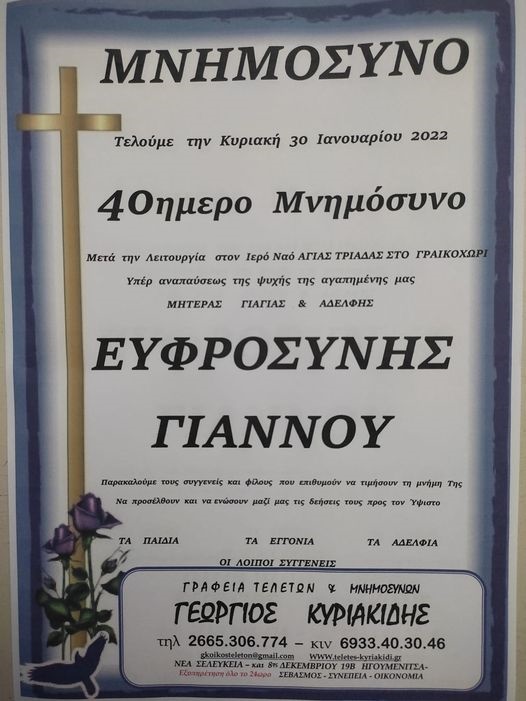 ΜΝΗΜΟΣΥΝΟ
Τελούμε την Κυριακή 30 Ιανουαρίου 2022
40ημερο Μνημόσυνο
Μετά την Λειτουργία στον Ιερό Ναό ΑΓΙΑΣ ΤΡΙΑΔΑΣ ΣΤΟ ΓΡΑΙΚΟΧΩΡΙ
Υπέρ αναπαύσεως της ψυχής της αγαπημένης μας
ΜΗΤΕΡΑΣ ΓΙΑΓΙΑΣ & ΑΔΕΛΦΗΣ
ΕΥΦΡΟΣΥΝΗΣ
ΓΙΑΝΝΟΥ
Παρακαλούμε τους συγγενείς και φίλους που επιθυμούν να τιμήσουν τη μνήμη Της
Να προσέλθουν και να ενώσουν μαζί μας τις δεήσεις τους προς τον Ύψιστο
ΤΑ ΠΑΙΔΙΑ ΤΑ ΕΓΓΟΝΙΑ ΤΑ ΑΔΕΛΦΙΑ
ΟΙ ΛΟΙΠΟΙ ΣΥΓΓΕΝΕΙΣ
ΓΡΑΦΕΙΑ ΤΕΛΕΤΩΝ & ΜΝΗΜΟΣΥΝΩΝ
ΓΕΩΡΓΙΟΣ ΚΥΡΙΑΚΙΔΗΣ
τηλ 2665.306.774 – κιν 6933.40.30.46
gkoikosteleton@gmail.com WWW.teletes-kyriakidi.gr
ΝΕΑ ΣΕΛΕΥΚΕΙΑ – και 8ης ΔΕΚΕΜΒΡΙΟΥ 19Β ΗΓΟΥΜΕΝΙΤΣΑ-
Εξυπηρέτηση όλο το 24ωρο ΣΕΒΑΣΜΟΣ - ΣΥΝΕΠΕΙΑ - ΟΙΚΟΝΟΜΙΑ